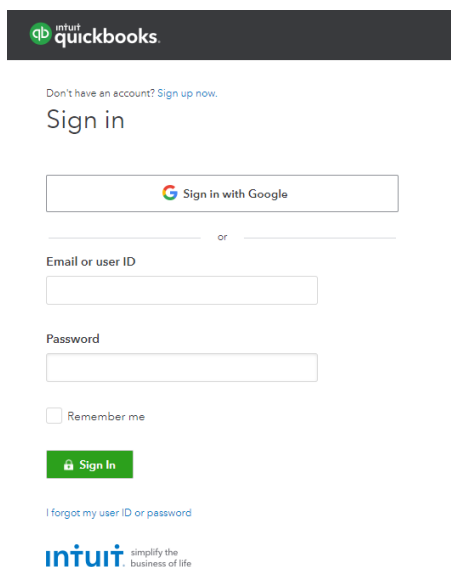 qb intuit
quickbooks.
Don't have an account? Sign up now.
Sign in
G Sign in with Google
or
Email or user ID
Password
Remember me
Sign In
I forgot my user ID or password
intuit. simplify the
business of life